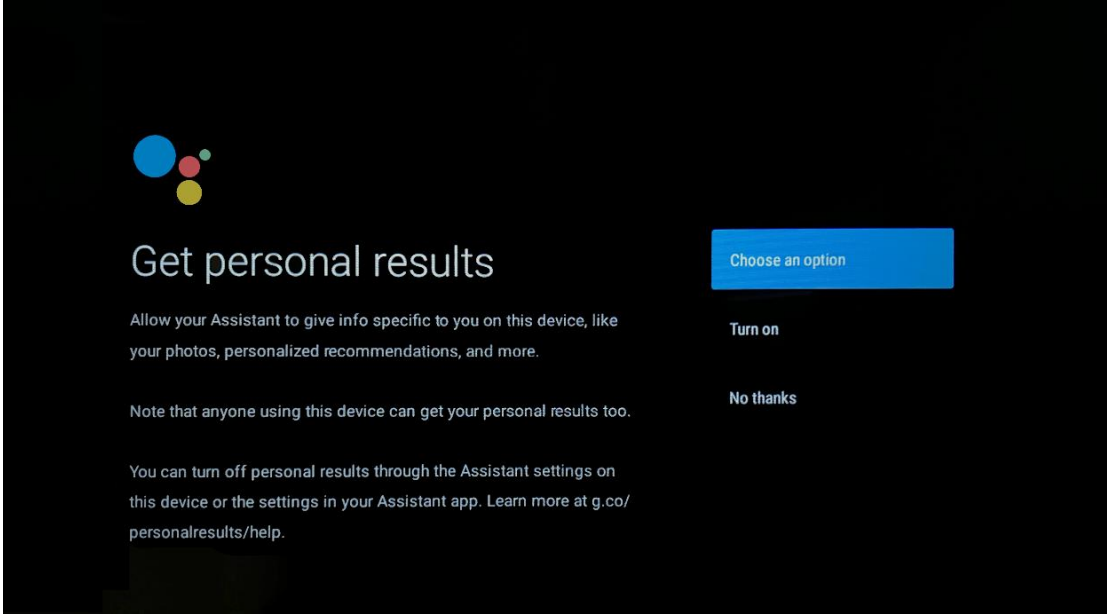 Get personal results
Allow your Assistant to give info specific to you on this device, like
your photos, personalized recommendations, and more.
Note that anyone using this device can get your personal results too.
You can turn off personal results through the Assistant settings on
this device or the settings in your Assistant app. Learn more at g.co/
personalresults/help.
Choose an option
Turn on
No thanks